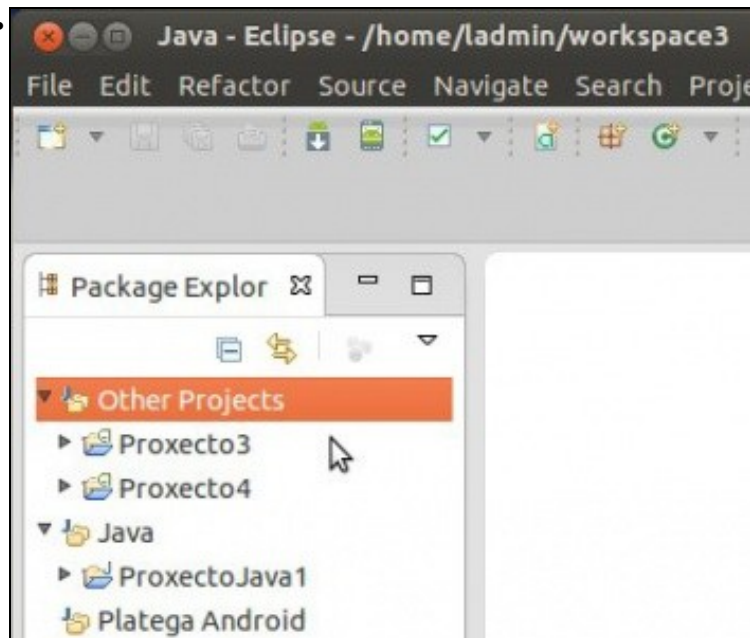 Java - Eclipse - /home/ladmin/workspace3
File Edit Refactor Source Navigate Search Proje
Package Explor
Other Projects
Proxecto3
Proxecto4
Java
ProxectoJava1
Platega Android